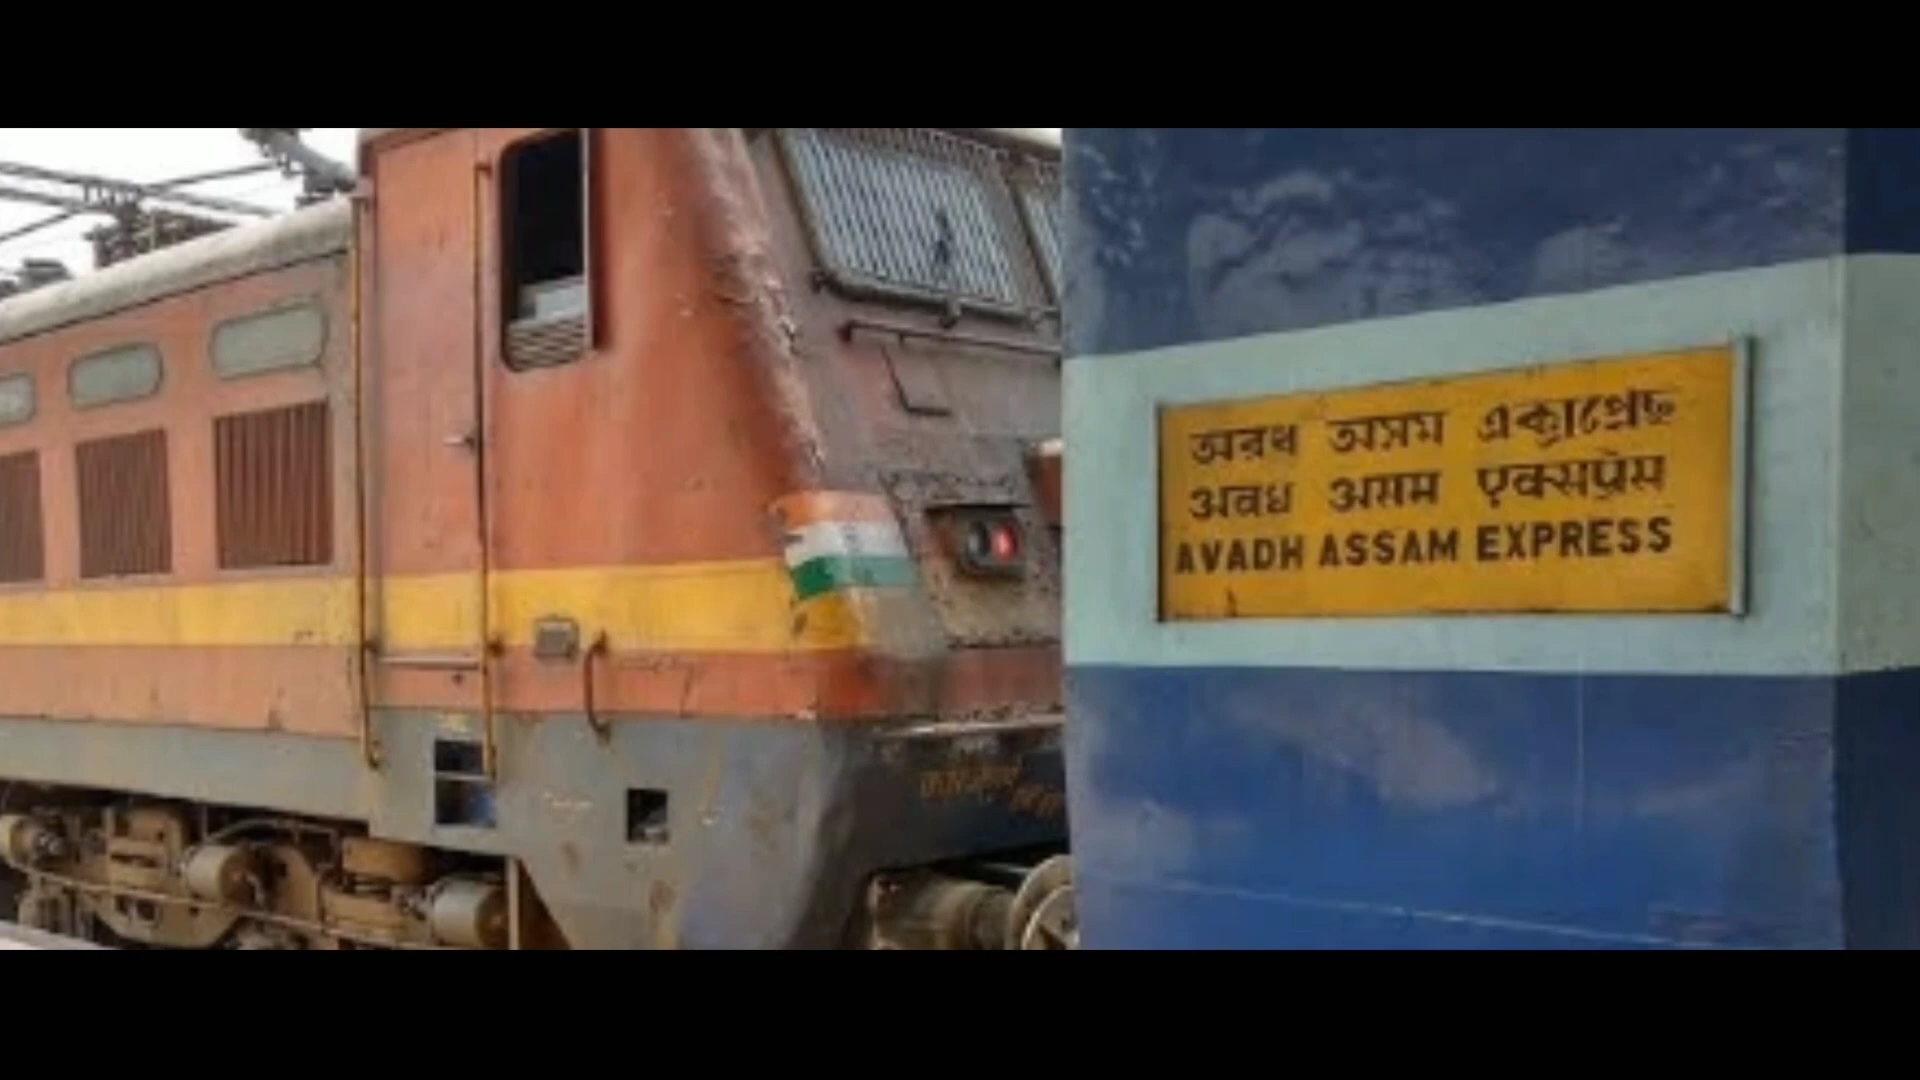 অৱধ অসম এক্সপ্ৰেছ
अवध असम एक्सप्रेस
AVADH ASSAM EXPRESS